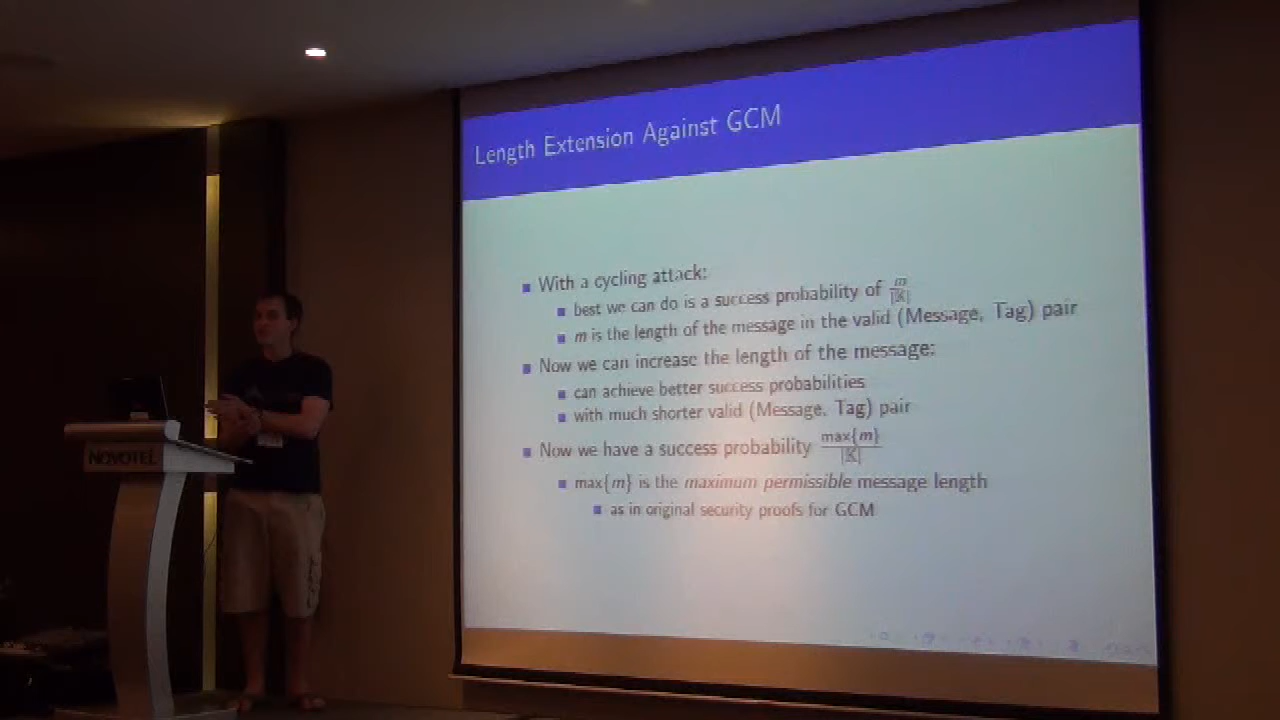 Length Extension Against GCM
With a cycling attack:
best we can do is a success probability of m/|K|
m is the length of the message in the valid (Message, Tag) pair
Now we can increase the length of the message:
can achieve better success probabilities
with much shorter valid (Message, Tag) pair
Now we have a success probability max{m}/|K|
max{m} is the maximum permissible message length
as in original security proofs for GCM
NOVOTEL